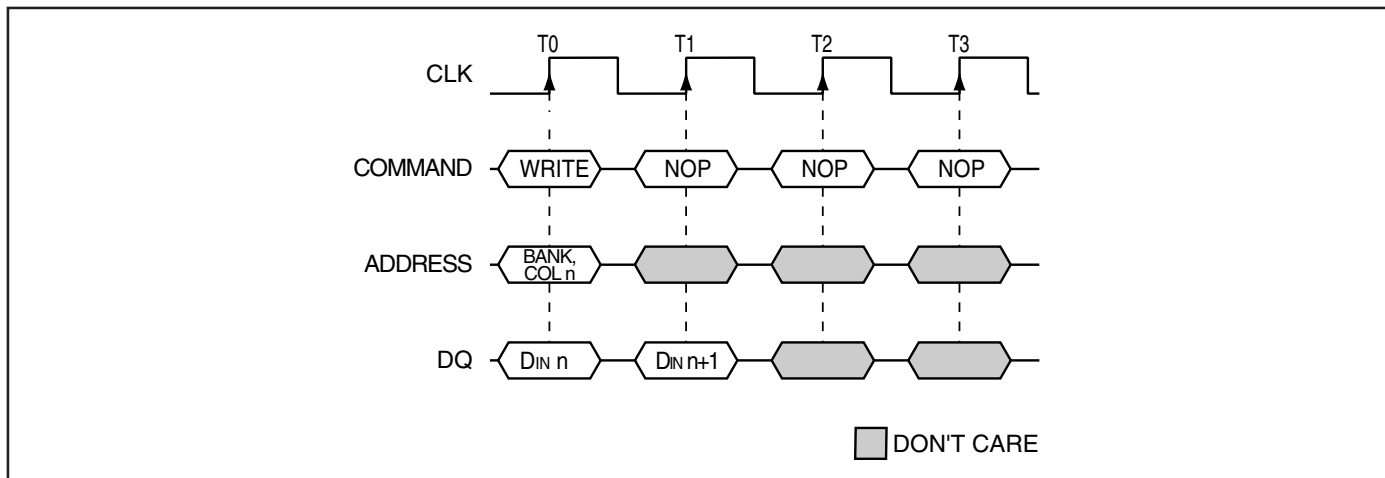 T0 T1 T2 T3
CLK
COMMAND WRITE NOP NOP NOP
ADDRESS BANK,
COL n
DQ DIN n DIN n+1
DON'T CARE